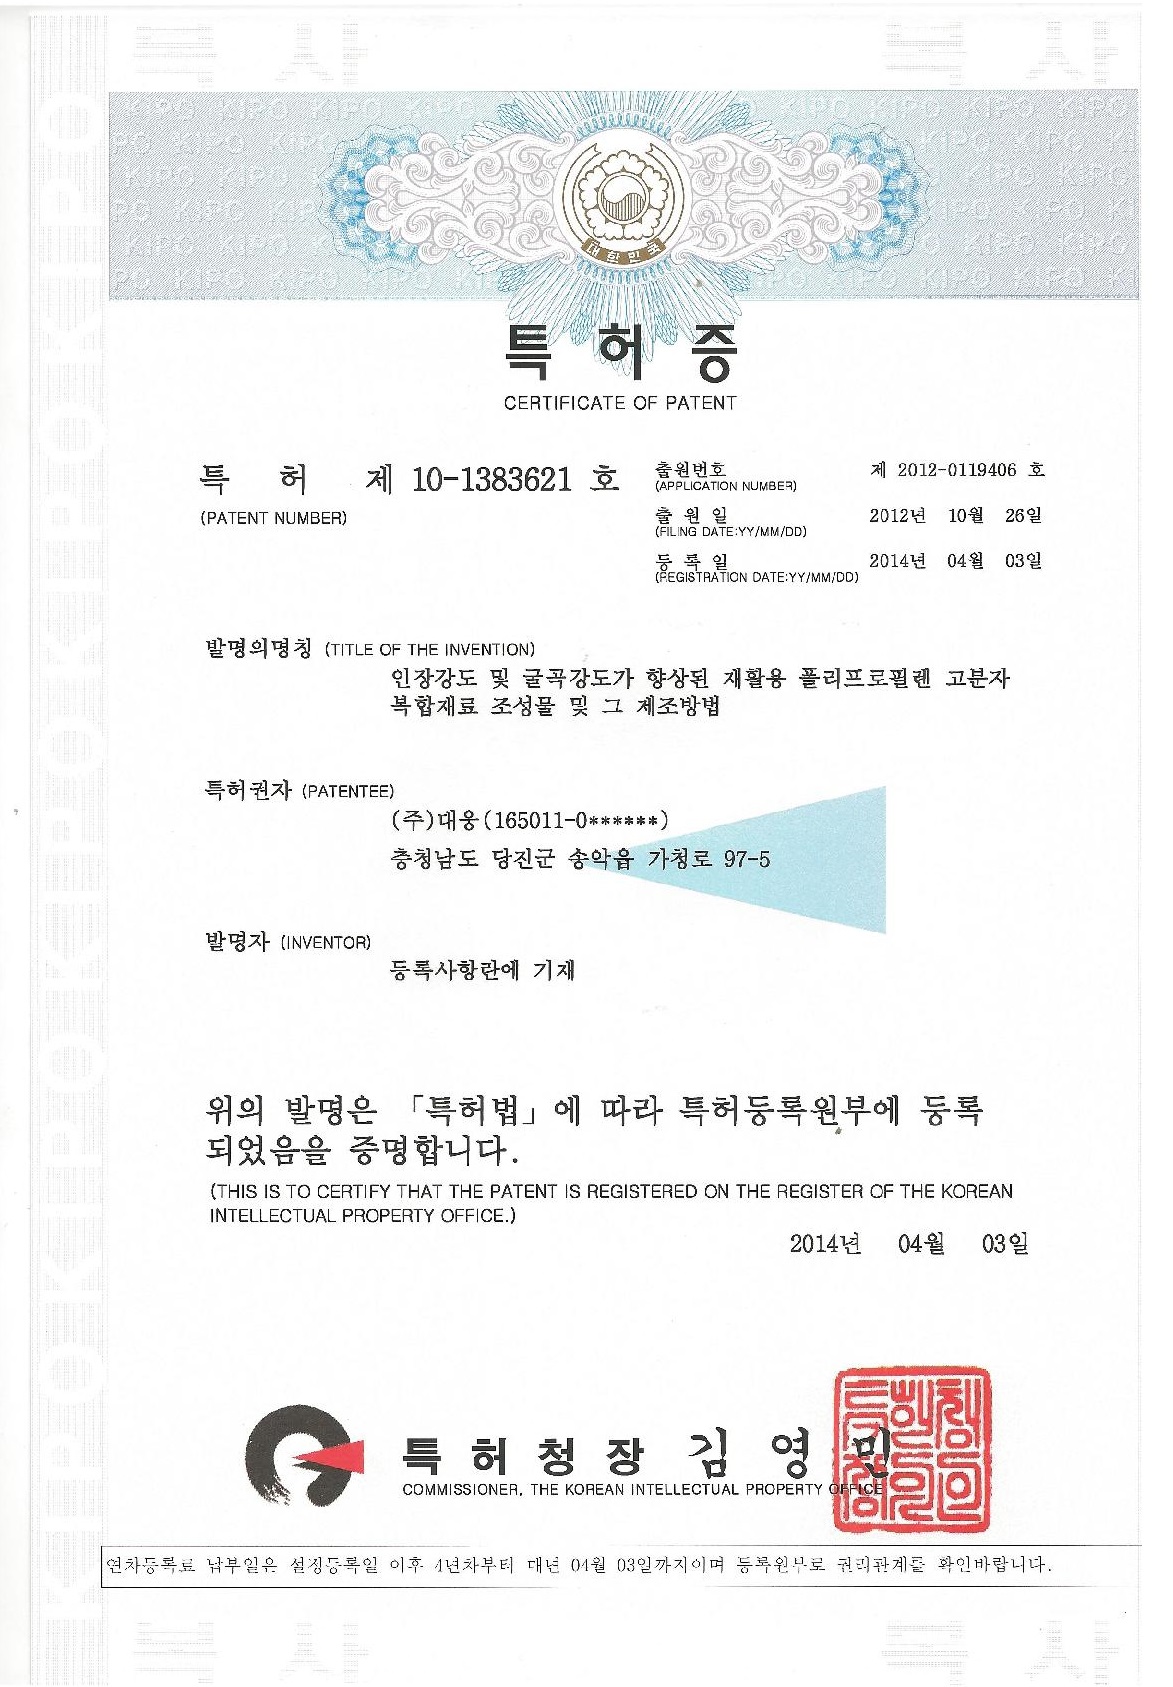 복 사 복 사
KIPO KIPO KIPO KIPO KIPO KIPO KIPO KIPO
대한민국
특 허 증
CERTIFICATE OF PATENT
특 허 제 10-1383621 호
(PATENT NUMBER)
출원번호 제 2012-0119406 호
(APPLICATION NUMBER)
출 원 일 2012년 10월 26일
(FILING DATE:YY/MM/DD)
등 록 일 2014년 04월 03일
(REGISTRATION DATE:YY/MM/DD)
발명의명칭 (TITLE OF THE INVENTION)
인장강도 및 굴곡강도가 향상된 재활용 폴리프로필렌 고분자
복합재료 조성물 및 그 제조방법
특허권자 (PATENTEE)
(주)대웅(165011-0******)
충청남도 당진군 송악읍 가청로 97-5
발명자 (INVENTOR)
등록사항란에 기재
위의 발명은 「특허법」에 따라 특허등록원부에 등록
되었음을 증명합니다.
(THIS IS TO CERTIFY THAT THE PATENT IS REGISTERED ON THE REGISTER OF THE KOREAN
INTELLECTUAL PROPERTY OFFICE.)
2014년 04월 03일
특 허 청 장 김 영 민
COMMISSIONER, THE KOREAN INTELLECTUAL PROPERTY OFFICE
연차등록료 납부일은 설정등록일 이후 4년차부터 매년 04월 03일까지이며 등록원부로 권리관계를 확인바랍니다.
복 사 복 사